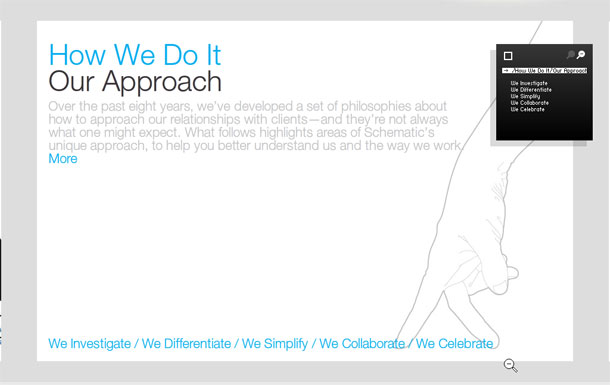 How We Do It
Our Approach
Over the past eight years, we've developed a set of philosophies about
how to approach our relationships with clients—and they're not always
what one might expect. What follows highlights areas of Schematic's
unique approach, to help you better understand us and the way we work.
More
/How We Do It/Our Approach
We Investigate
We Differentiate
We Simplify
We Collaborate
We Celebrate
We Investigate / We Differentiate / We Simplify / We Collaborate / We Celebrate